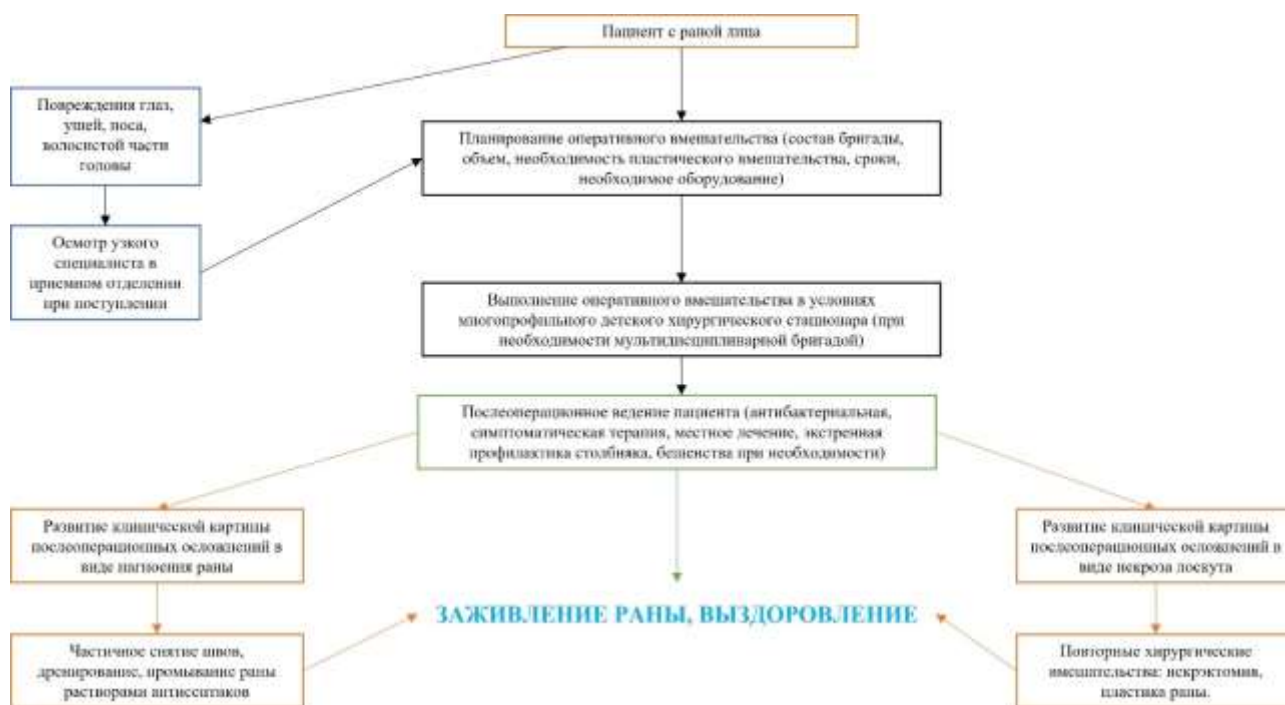 Пациент с раной лица
Повреждения глаз,
ушей, носа,
волосистой части
головы
Планирование оперативного вмешательства (состав бригады,
объем, необходимость пластического вмешательства, сроки,
необходимое оборудование)
Осмотр узкого
специалиста в
приемном отделении
при поступлении
Выполнение оперативного вмешательства в условиях
многопрофильного детского хирургического стационара (при
необходимости мультидисциплинарной бригадой)
Послеоперационное ведение пациента (антибактериальная,
симптоматическая терапия, местное лечение, экстренная
профилактика столбняка, бешенства при необходимости)
Развитие клинической картины
послеоперационных осложнений в
виде нагноения раны
Развитие клинической картины
послеоперационных осложнений в
виде некроза лоскута
ЗАЖИВЛЕНИЕ РАНЫ, ВЫЗДОРОВЛЕНИЕ
Частичное снятие швов,
дренирование, промывание раны
растворами антисептиков
Повторные хирургические
вмешательства: некрэктомия,
пластика раны.